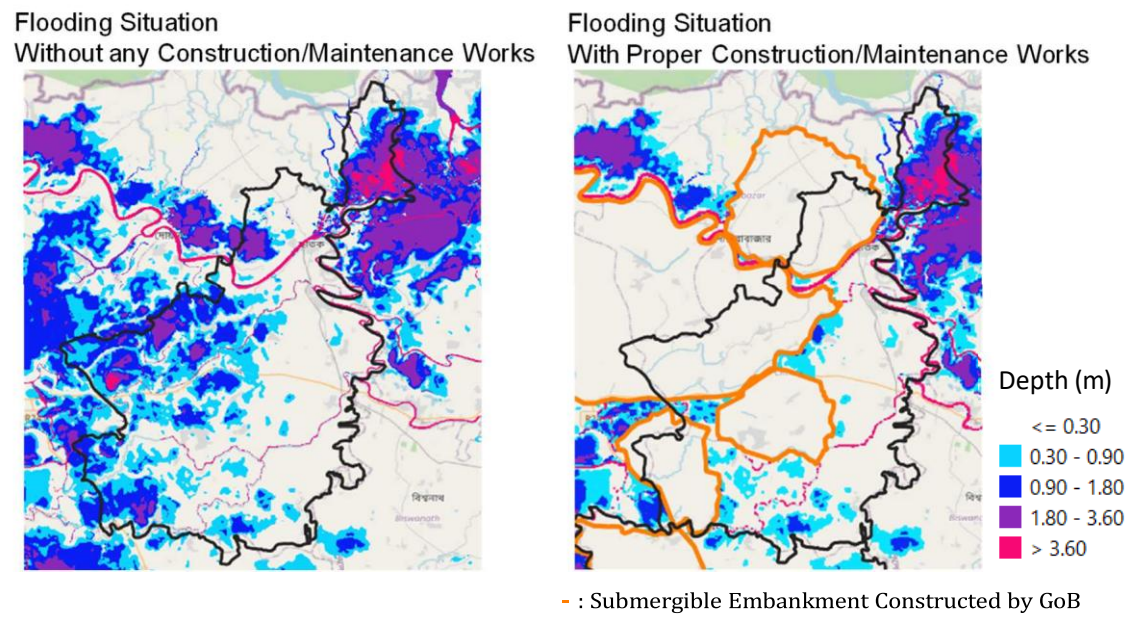 Flooding Situation
Without any Construction/Maintenance Works
Flooding Situation
With Proper Construction/Maintenance Works
ছাতক
বিশ্বনাথ
Biswanath
Depth (m)
<= 0.30
0.30 - 0.90
0.90 - 1.80
1.80 - 3.60
> 3.60
- : Submergible Embankment Constructed by GoB